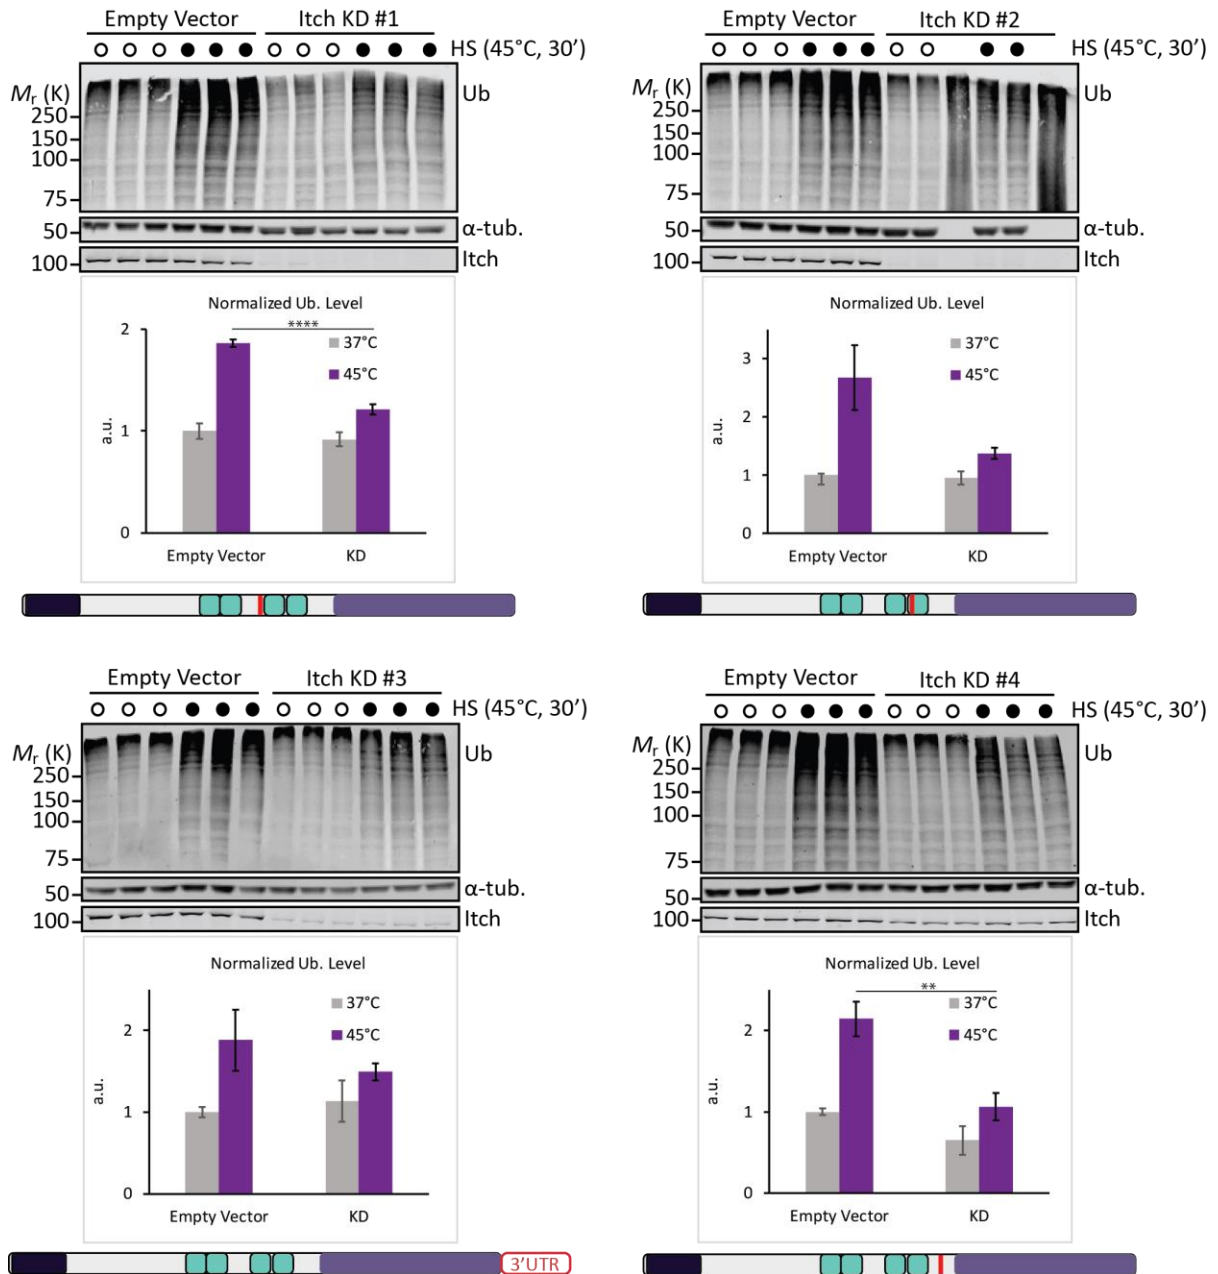 Empty Vector Itch KD #1
HS (45°C, 30’)
Mr (K)
Ub
250
150
100
75
50
α-tub.
100
Itch
Normalized Ub. Level
****
2
37°C
45°C
1
a.u.
0
Empty Vector KD
Empty Vector Itch KD #2
HS (45°C, 30’)
Mr (K)
Ub
250
150
100
75
50
α-tub.
100
Itch
Normalized Ub. Level
3
37°C
45°C
2
a.u.
1
0
Empty Vector KD
Empty Vector Itch KD #3
HS (45°C, 30’)
Mr (K)
Ub
250
150
100
75
50
α-tub.
100
Itch
Normalized Ub. Level
37°C
2
45°C
a.u.
1
0
Empty Vector KD
3’UTR
Empty Vector Itch KD #4
HS (45°C, 30’)
Mr (K)
Ub
250
150
100
75
50
α-tub.
100
Itch
Normalized Ub. Level
**
37°C
2
45°C
a.u.
1
0
Empty Vector KD